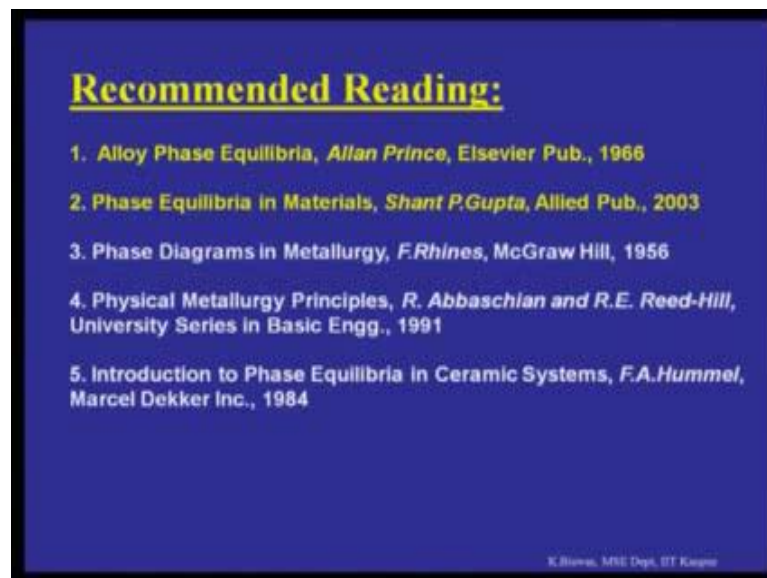 Recommended Reading:
1. Alloy Phase Equilibria, Allan Prince, Elsevier Pub., 1966
2. Phase Equilibria in Materials, Shant P.Gupta, Allied Pub., 2003
3. Phase Diagrams in Metallurgy, F.Rhines, McGraw Hill, 1956
4. Physical Metallurgy Principles, R. Abbaschian and R.E. Reed-Hill,
University Series in Basic Engg., 1991
5. Introduction to Phase Equilibria in Ceramic Systems, F.A.Hummel,
Marcel Dekker Inc., 1984
K.Biswas, MSE Dept, IIT Kanpur